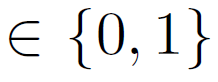 ∈ {0, 1}